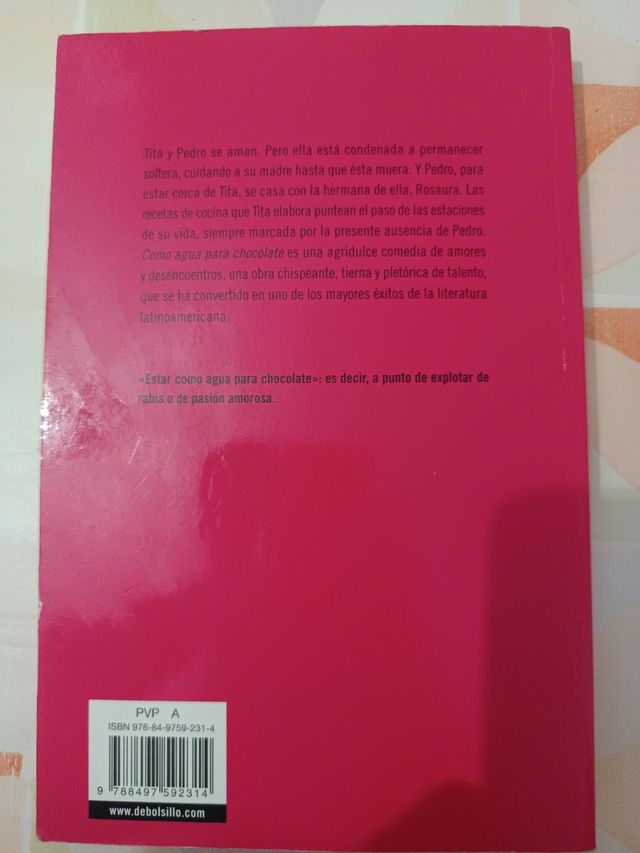 Tita y Pedro se aman. Pero ella está condenada a permanecer
soltera, cuidando a su madre hasta que ésta muera. Y Pedro, para
estar cerca de Tita, se casa con la hermana de ella, Rosaura. Las
recetas de cocina que Tita elabora puntean el paso de las estaciones
de su vida, siempre marcada por la presente ausencia de Pedro.
Como agua para chocolate es una agridulce comedia de amores
y desencuentros, una obra chispeante, tierna y pletórica de talento,
que se ha convertido en uno de los mayores éxitos de la literatura
latinoamericana.
«Estar como agua para chocolate»: es decir, a punto de explotar de
rabia o de pasión amorosa.
PVP A
ISBN 978-84-9759-231-4
9 788497 592314
www.debolsillo.com